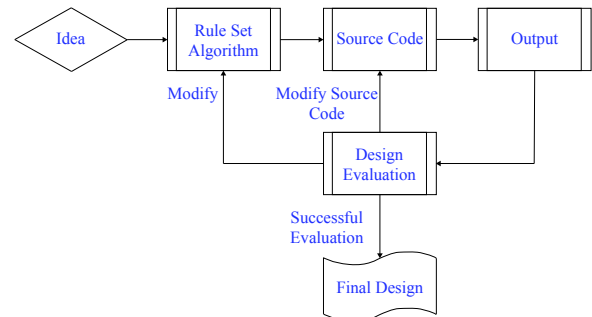 Idea
Rule Set
Algorithm
Source Code
Output
Modify
Modify Source
Code
Design
Evaluation
Successful
Evaluation
Final Design